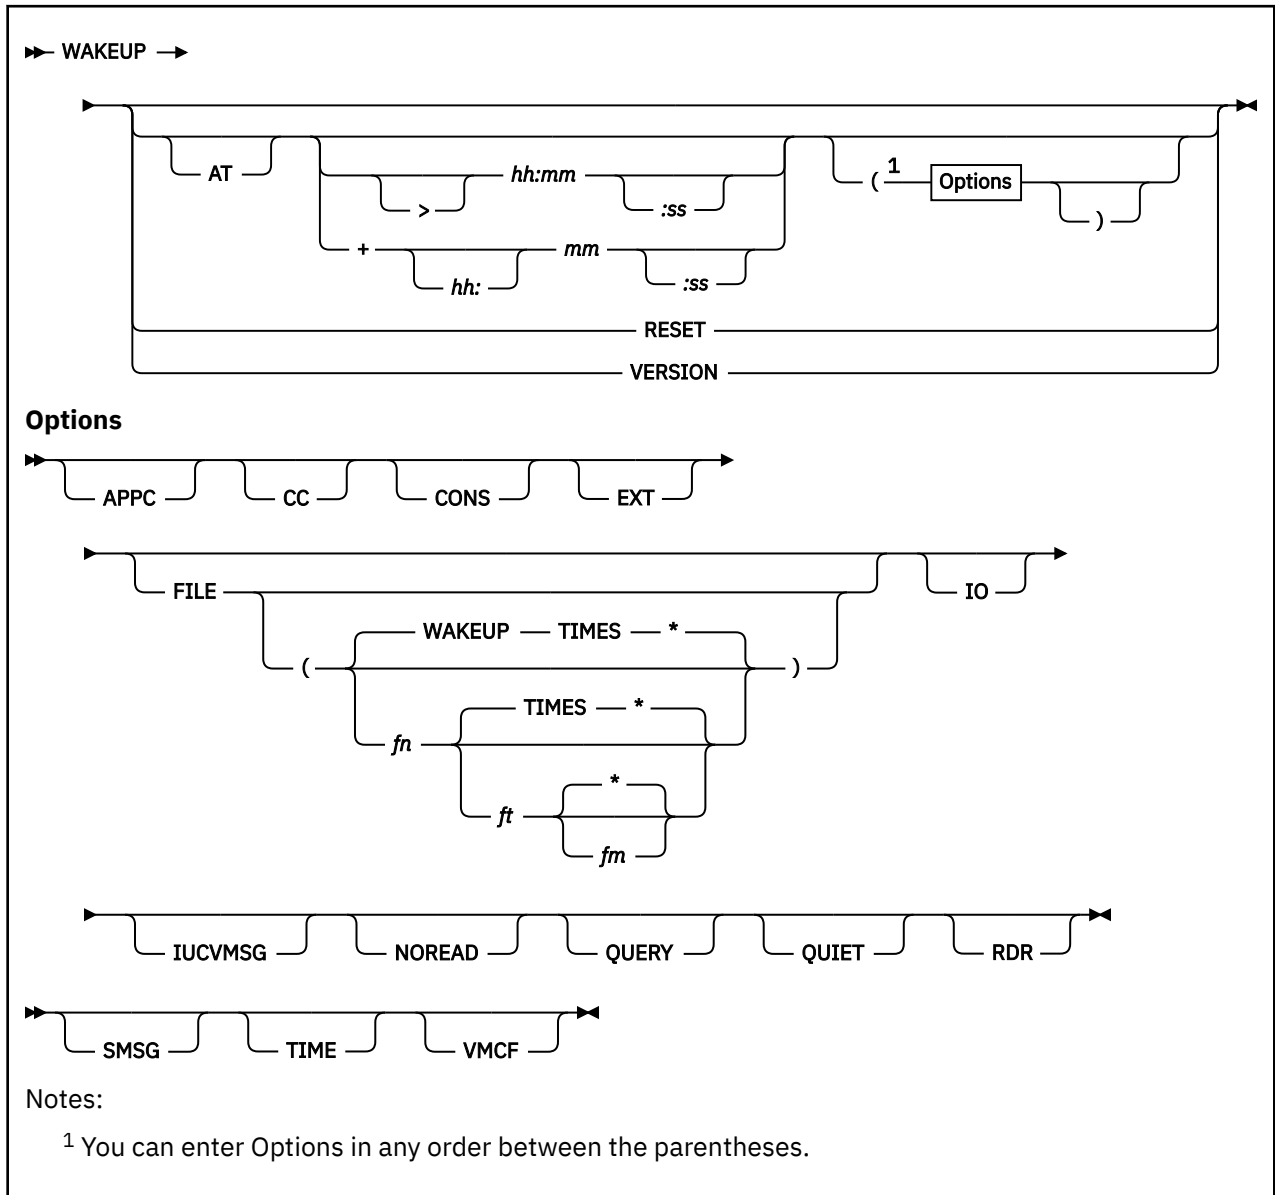 WAKEUP
AT
> hh:mm :ss
( 1 Options )
+ hh: mm :ss
RESET
VERSION
Options
APPC CC CONS EXT
FILE IO
WAKEUP TIMES *
( )
TIMES *
fn
*
ft
fm
IUCVMSG NOREAD QUERY QUIET RDR
SMSG TIME VMCF
Notes:
1 You can enter Options in any order between the parentheses.